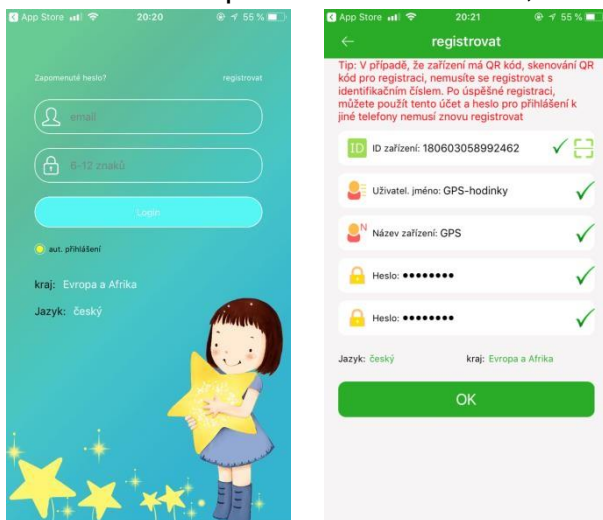 App Store 20:20 55 %
Zapomenuté heslo? registrovat
email
6-12 znaků
Login
aut. přihlášení
kraj: Evropa a Afrika
Jazyk: český
App Store 20:21 55 %
registrovat
Tip: V případě, že zařízení má QR kód, skenování QR
kód pro registraci, nemusíte se registrovat s
identifikačním číslem. Po úspěšné registraci,
můžete použít tento účet a heslo pro přihlášení k
jiné telefony nemusí znovu registrovat
ID ID zařízení: 180603058992462
Uživatel. jméno: GPS-hodinky
N Název zařízení: GPS
Heslo: ●●●●●●●●
Heslo: ●●●●●●●●
Jazyk: český kraj: Evropa a Afrika
OK